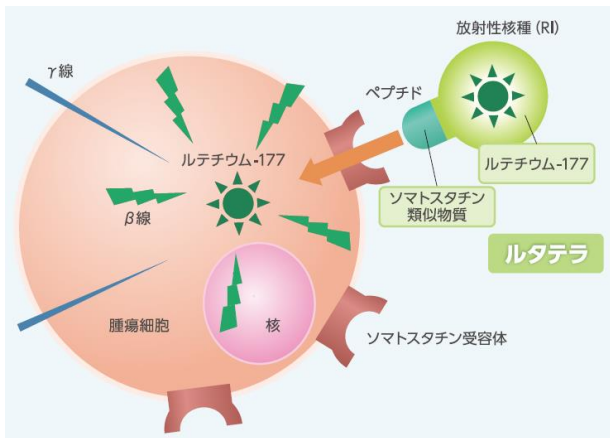 放射性核種(RI)
γ線
ペプチド
ルテチウム-177
ルテチウム-177
ソマトスタチン
類似物質
β線
ルタテラ
腫瘍細胞
核
ソマトスタチン受容体